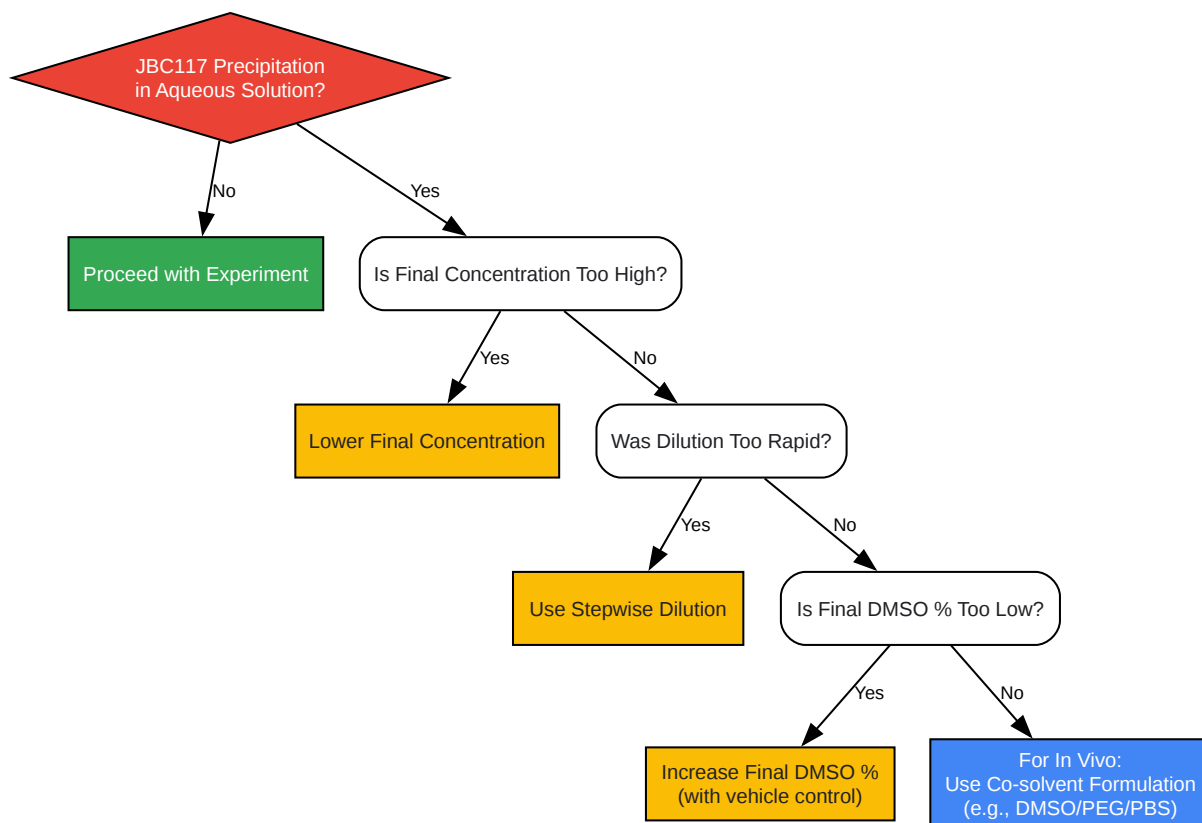 JBC117 Precipitation
in Aqueous Solution?
No
Yes
Proceed with Experiment
Is Final Concentration Too High?
Yes
No
Lower Final Concentration
Was Dilution Too Rapid?
Yes
No
Use Stepwise Dilution
Is Final DMSO % Too Low?
Yes
No
Increase Final DMSO %
(with vehicle control)
For In Vivo:
Use Co-solvent Formulation
(e.g., DMSO/PEG/PBS)